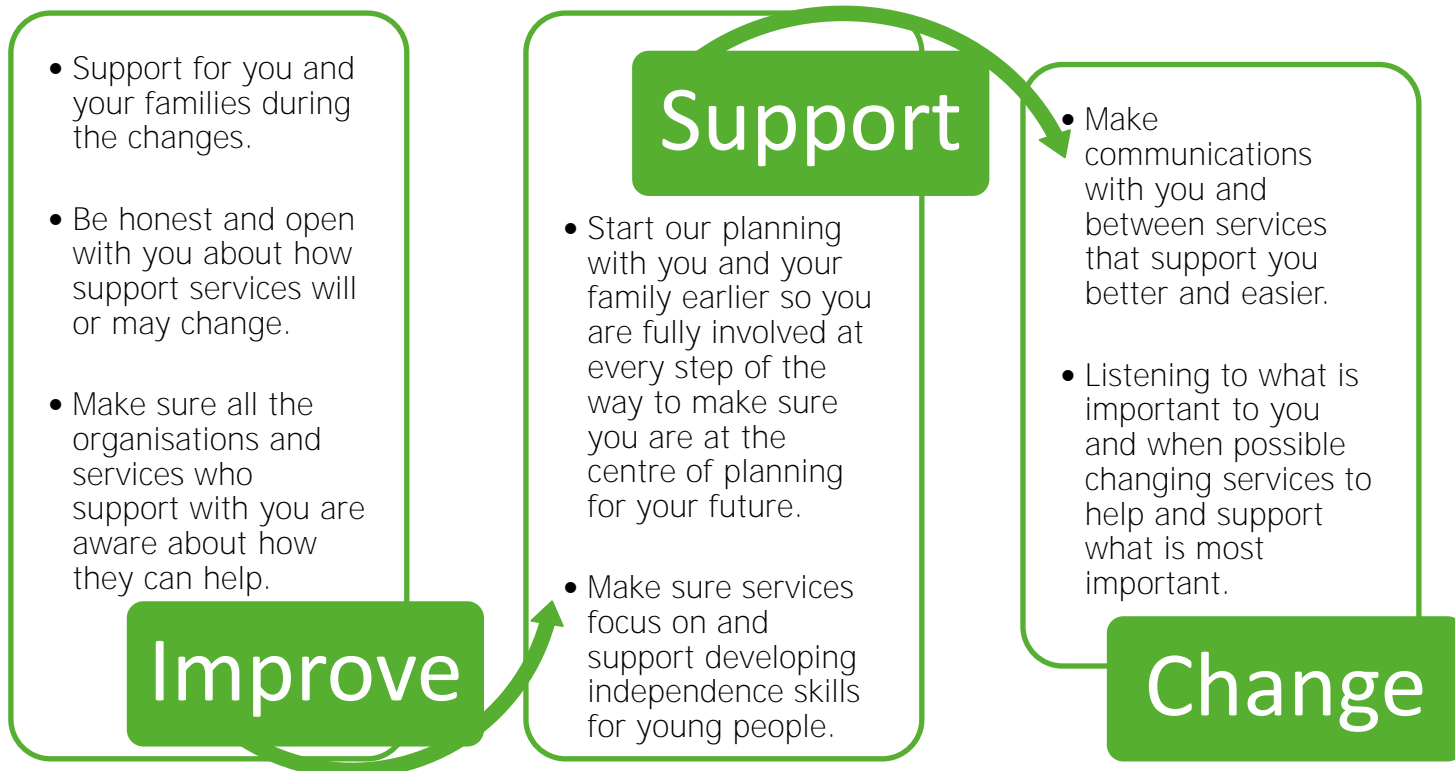 • Support for you and
your families during
the changes.
• Be honest and open
with you about how
support services will
or may change.
• Make sure all the
organisations and
services who
support with you are
aware about how
they can help.
Improve
Support
• Start our planning
with you and your
family earlier so you
are fully involved at
every step of the
way to make sure
you are at the
centre of planning
for your future.
• Make sure services
focus on and
support developing
independence skills
for young people.
• Make
communications
with you and
between services
that support you
better and easier.
• Listening to what is
important to you
and when possible
changing services to
help and support
what is most
important.
Change